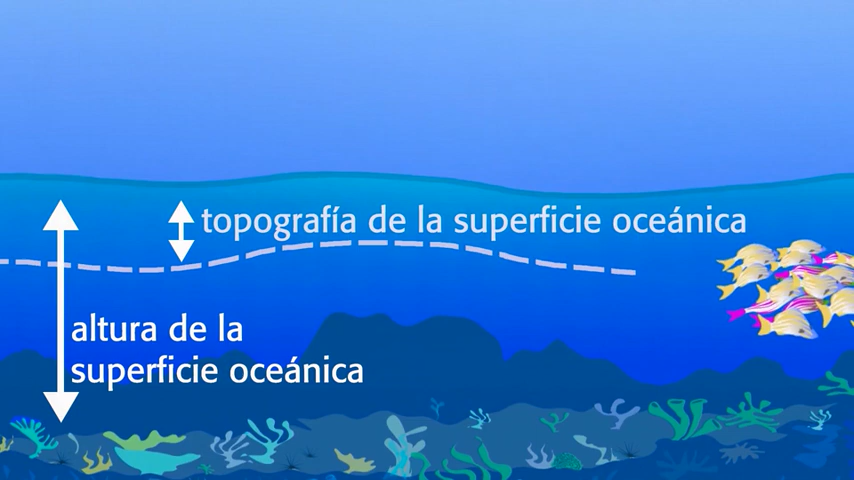 topografía de la superficie oceánica
altura de la
superficie oceánica